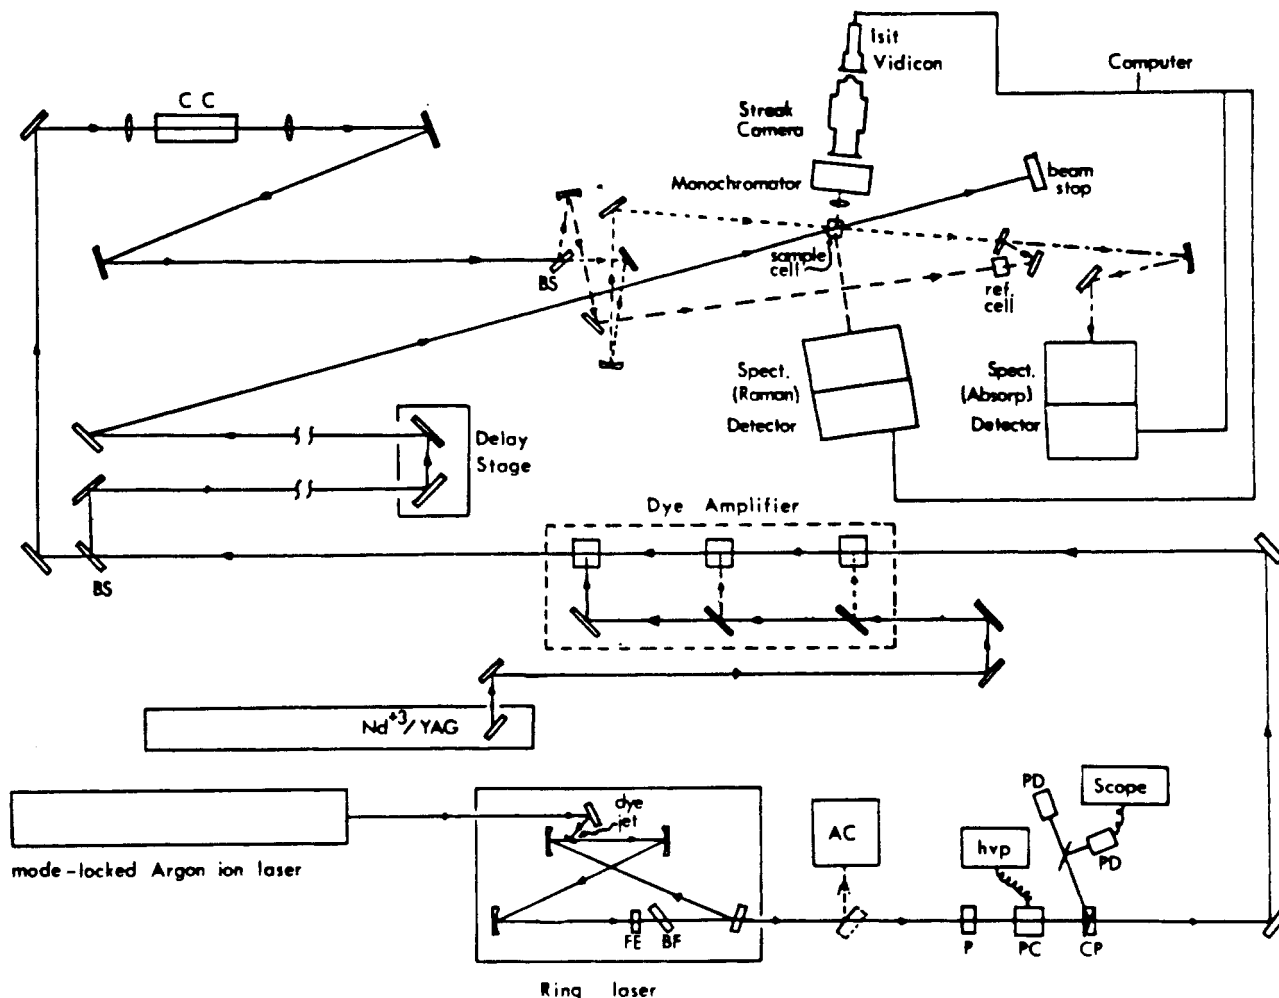 Isit
Vidicon
Computer
C C
Streak
Camera
Monochromator
beam
stop
sample
cell
BS
ref.
cell
Spect.
(Raman)
Detector
Spect.
(Absorp)
Detector
Delay
Stage
Dye Amplifier
BS
Nd+3/YAG
dye
jet
mode-locked Argon ion laser
AC
hvp
PD
Scope
PD
FE
BF
P
PC
CP
Ring laser